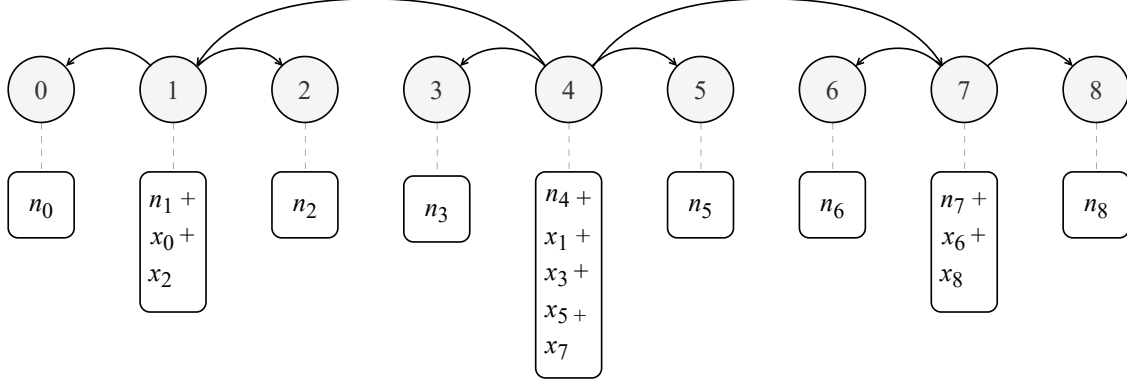 0 1 2 3 4 5 6 7 8
n0
n1 +
x0 +
x2
n2
n3
n4 +
x1 +
x3 +
x5 +
x7
n5
n6
n7 +
x6 +
x8
n8